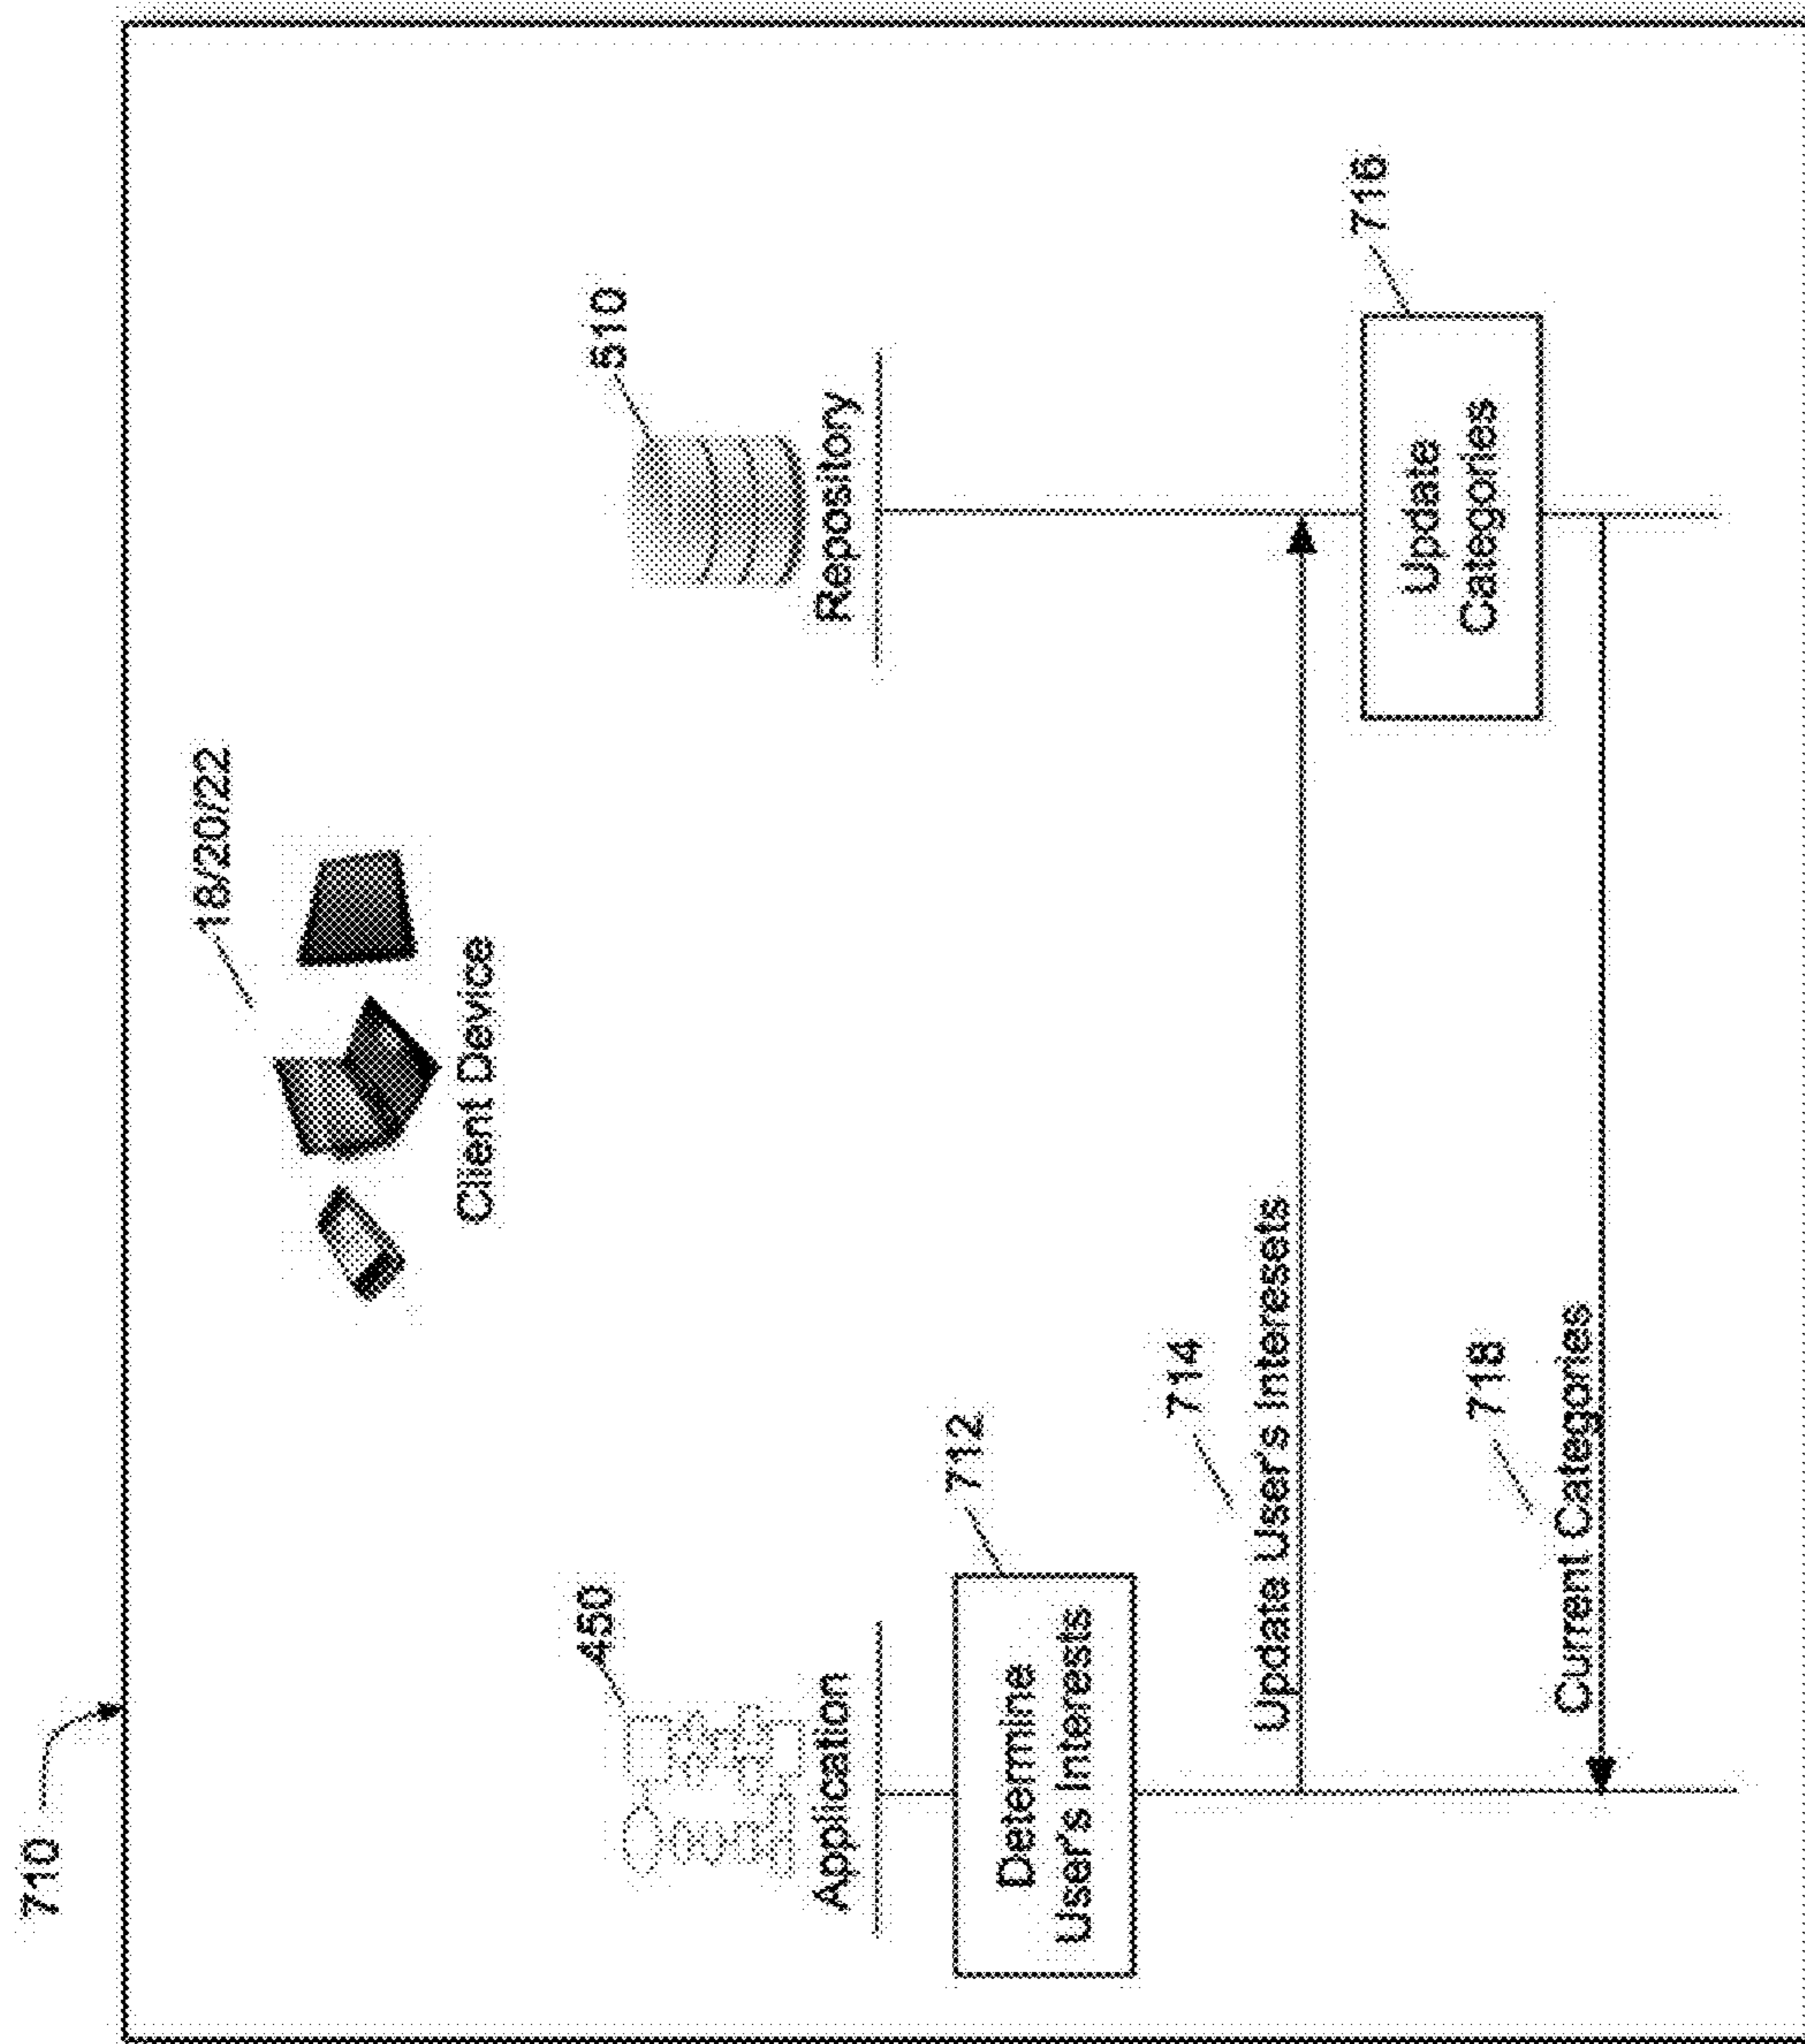 710
18/20/22
Client Device
450
510
Application
Repository
712
Determine
User's Interests
714
Update User's Interesets
716
Update
Categories
718
Current Categories